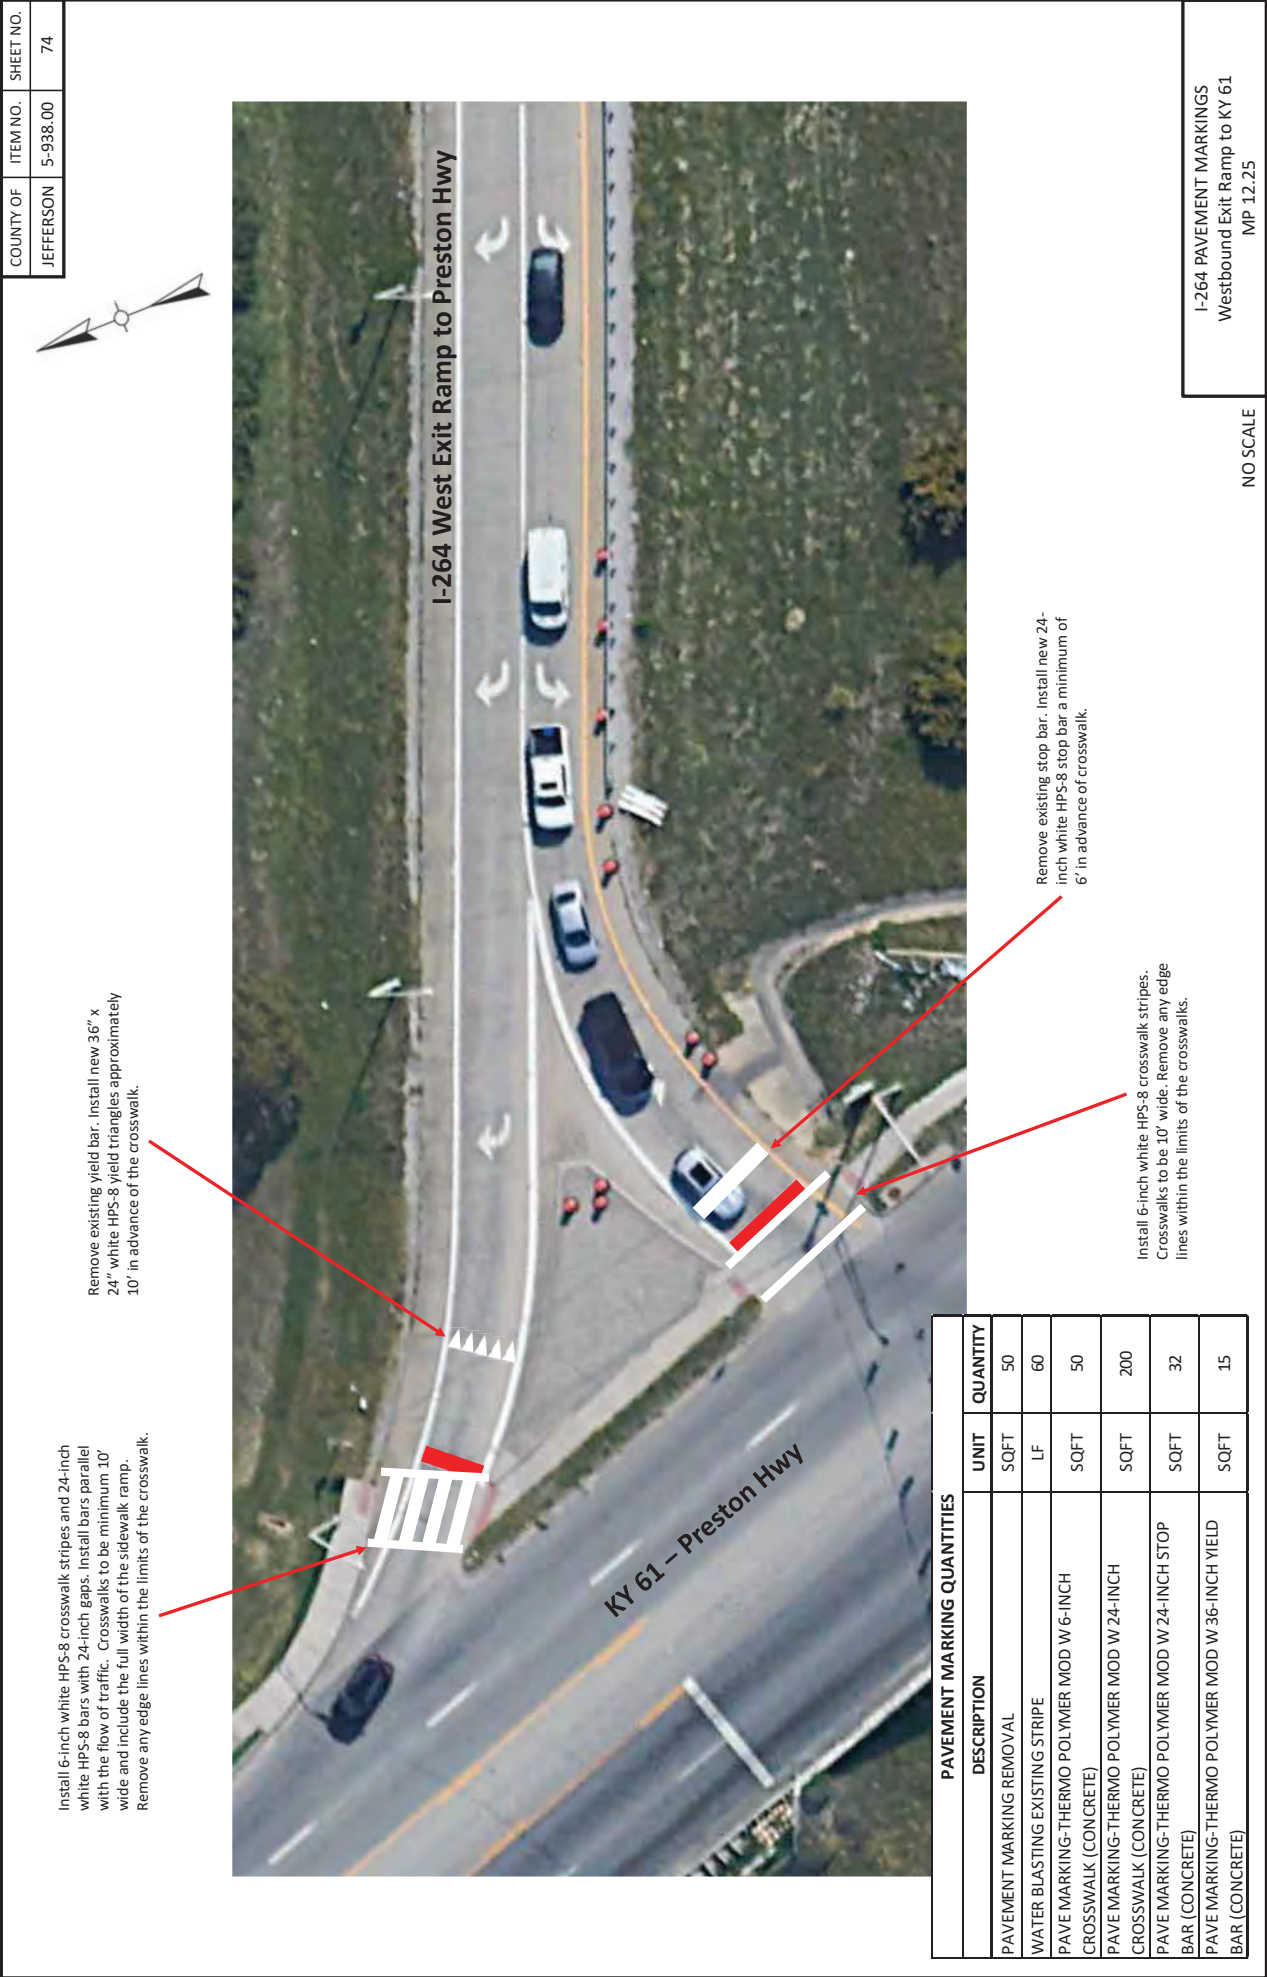 COUNTY OF ITEM NO. SHEET NO.
JEFFERSON 5-938.00 74
Install 6-inch white HPS-8 crosswalk stripes and 24-inch
white HPS-8 bars with 24-inch gaps. Install bars parallel
with the flow of traffic. Crosswalks to be minimum 10’
wide and include the full width of the sidewalk ramp.
Remove any edge lines within the limits of the crosswalk.
Remove existing yield bar. Install new 36” x
24” white HPS-8 yield triangles approximately
10’ in advance of the crosswalk.
I-264 West Exit Ramp to Preston Hwy
KY 61 – Preston Hwy
Remove existing stop bar. Install new 24-
inch white HPS-8 stop bar a minimum of
6’ in advance of crosswalk.
Install 6-inch white HPS-8 crosswalk stripes.
Crosswalks to be 10’ wide. Remove any edge
lines within the limits of the crosswalks.
PAVEMENT MARKING QUANTITIES
DESCRIPTION UNIT QUANTITY
PAVEMENT MARKING REMOVAL SQFT 50
WATER BLASTING EXISTING STRIPE LF 60
PAVE MARKING-THERMO POLYMER MOD W 6-INCH
CROSSWALK (CONCRETE) SQFT 50
PAVE MARKING-THERMO POLYMER MOD W 24-INCH
CROSSWALK (CONCRETE) SQFT 200
PAVE MARKING-THERMO POLYMER MOD W 24-INCH STOP
BAR (CONCRETE) SQFT 32
PAVE MARKING-THERMO POLYMER MOD W 36-INCH YIELD
BAR (CONCRETE) SQFT 15
NO SCALE
I-264 PAVEMENT MARKINGS
Westbound Exit Ramp to KY 61
MP 12.25